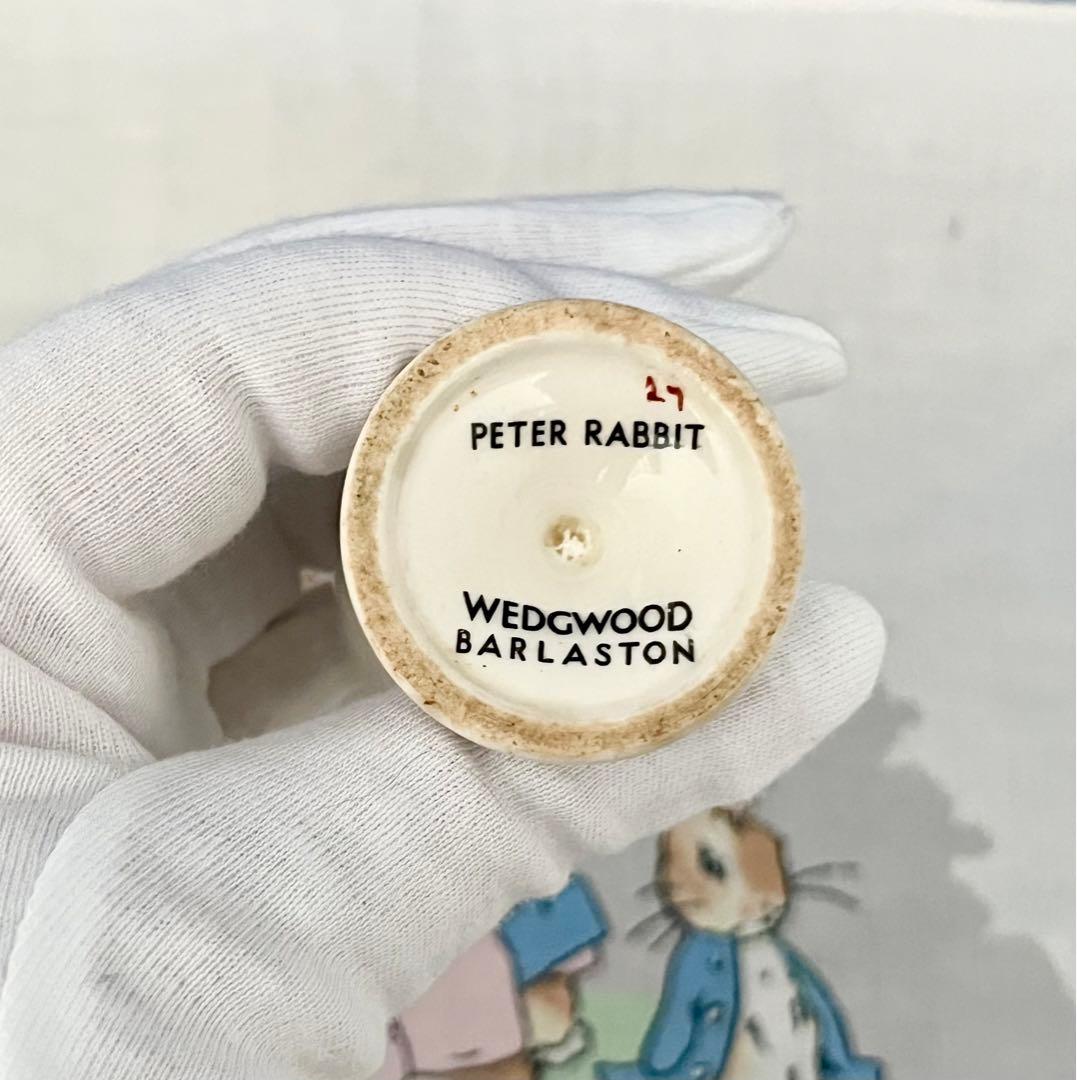 27
PETER RABBIT
WEDGWOOD
BARLASTON